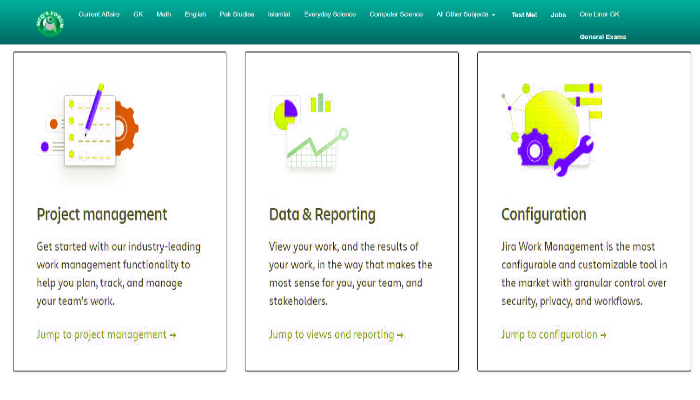 Current Affairs GK Math English Pak Studies Islamiat Everyday Science Computer Science All Other Subjects Test Me! Jobs One Liner GK
General Exams
Project management
Get started with our industry-leading
work management functionality to
help you plan, track, and manage
your team's work.
Jump to project management →
Data & Reporting
View your work, and the results of
your work, in the way that makes the
most sense for you, your team, and
stakeholders.
Jump to views and reporting →
Configuration
Jira Work Management is the most
configurable and customizable tool in
the market with granular control over
security, privacy, and workflows.
Jump to configuration →